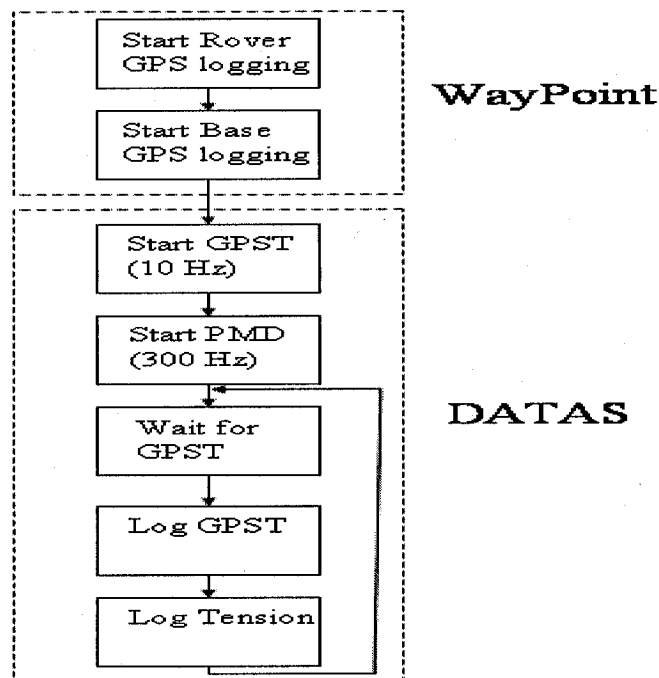 Start Rover
GPS logging
WayPoint
Start Base
GPS logging
Start GPST
(10 Hz)
Start PMD
(300 Hz)
DATAS
Wait for
GPST
Log GPST
Log Tension